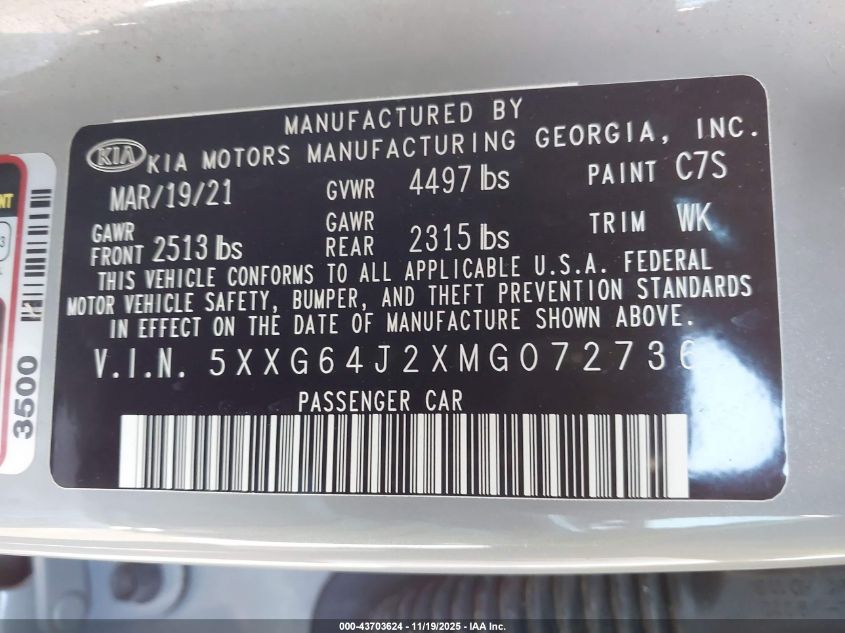 MANUFACTURED BY
KIA KIA MOTORS MANUFACTURING GEORGIA, INC.
MAR/19/21 GVWR 4497 lbs PAINT C7S
GAWR FRONT 2513 lbs GAWR REAR 2315 lbs TRIM WK
THIS VEHICLE CONFORMS TO ALL APPLICABLE U.S.A. FEDERAL
MOTOR VEHICLE SAFETY, BUMPER, AND THEFT PREVENTION STANDARDS
IN EFFECT ON THE DATE OF MANUFACTURE SHOWN ABOVE.
V.I.N. 5XXG64J2XMG072736
PASSENGER CAR
3500
000-43703624 | 11/19/2025 | IAA Inc.